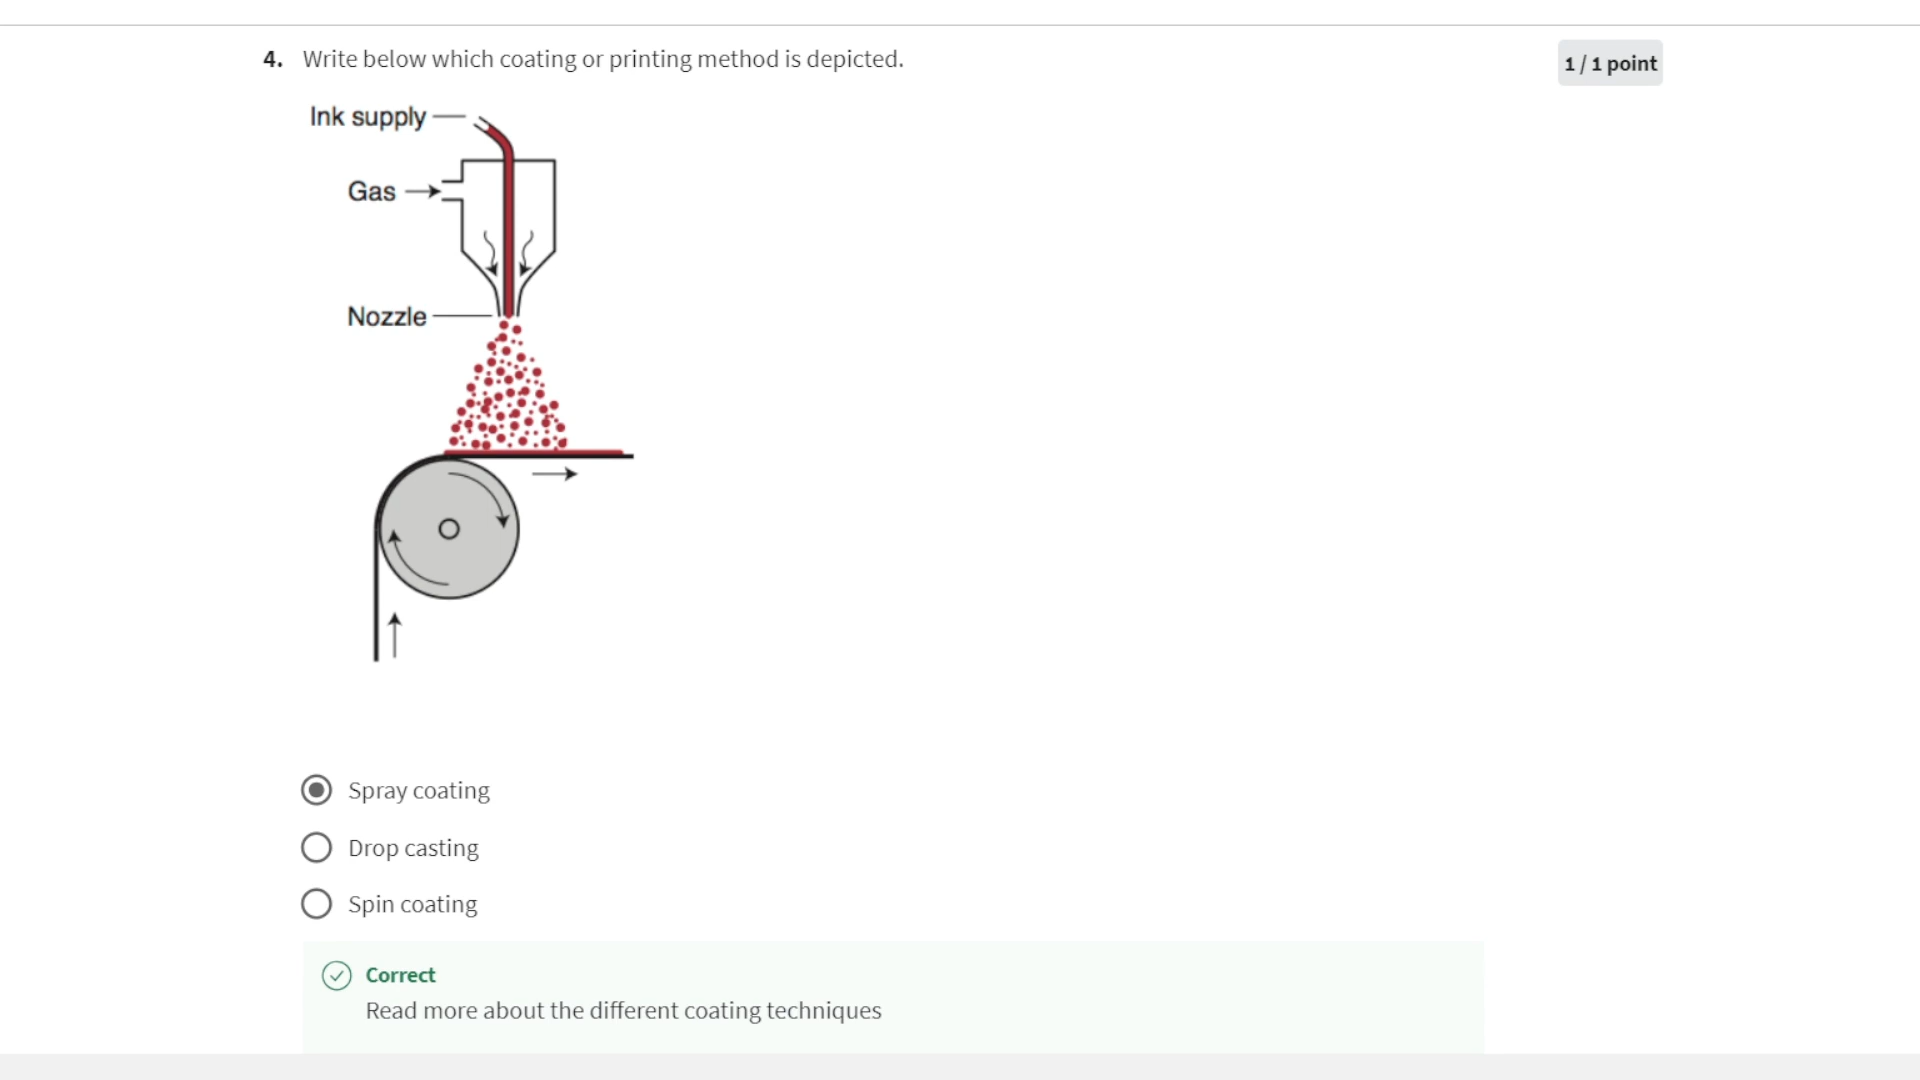 4. Write below which coating or printing method is depicted.
1 / 1 point
Ink supply
Gas
Nozzle
Spray coating
Drop casting
Spin coating
Correct
Read more about the different coating techniques